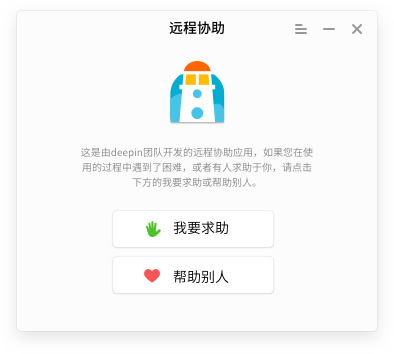 远程协助
这是由deepin团队开发的远程协助应用，如果您在使
用的过程中遇到了困难，或者有人求助于你，请点击
下方的我要求助或帮助别人。
我要求助
帮助别人